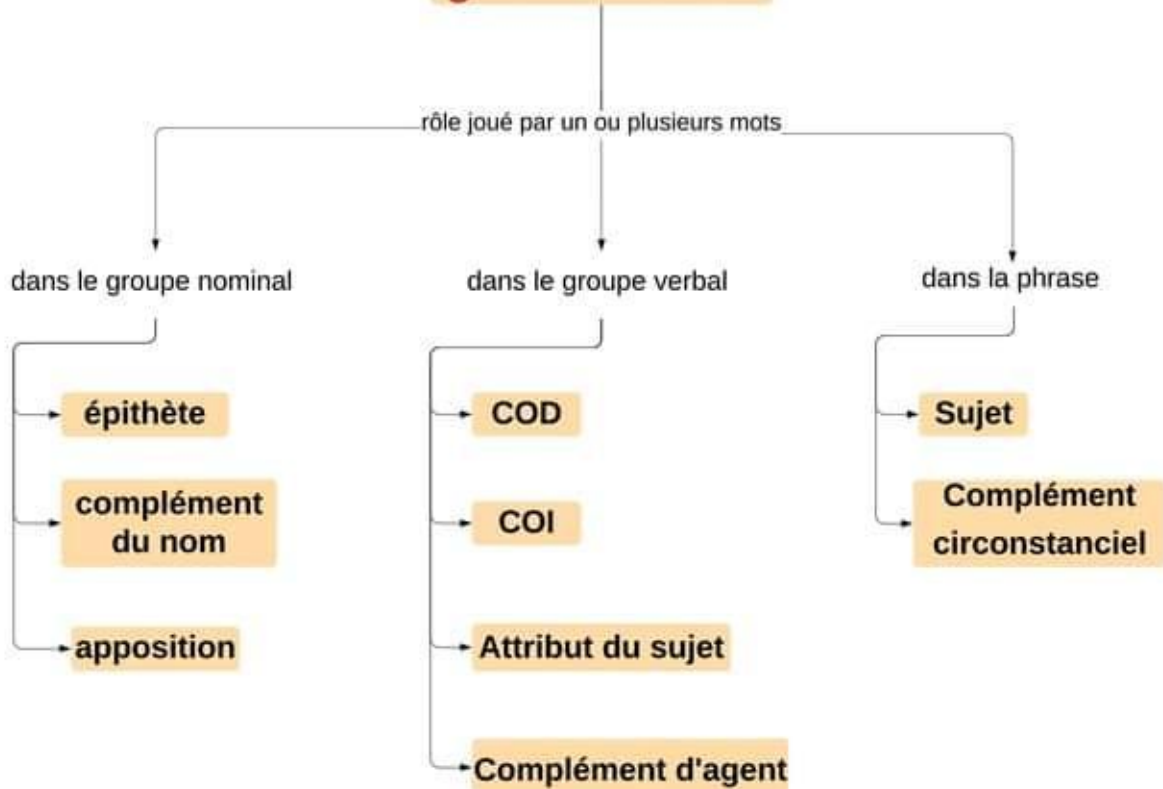 rôle joué par un ou plusieurs mots
dans le groupe nominal
épithète
complément
du nom
apposition
dans le groupe verbal
COD
COI
Attribut du sujet
Complément d'agent
dans la phrase
Sujet
Complément
circonstanciel